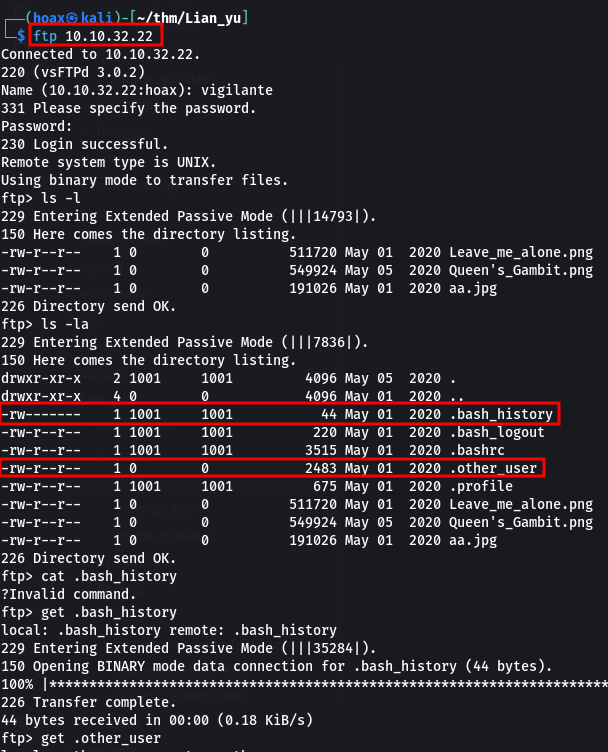 ┌──(hoax㉿kali)-[~/thm/Lian_yu]
└─$ ftp 10.10.32.22
Connected to 10.10.32.22.
220 (vsFTPd 3.0.2)
Name (10.10.32.22:hoax): vigilante
331 Please specify the password.
Password:
230 Login successful.
Remote system type is UNIX.
Using binary mode to transfer files.
ftp> ls -l
229 Entering Extended Passive Mode (|||14793|).
150 Here comes the directory listing.
-rw-r--r--    1 0        0          511720 May 01  2020 Leave_me_alone.png
-rw-r--r--    1 0        0          549924 May 05  2020 Queen's_Gambit.png
-rw-r--r--    1 0        0          191026 May 01  2020 aa.jpg
226 Directory send OK.
ftp> ls -la
229 Entering Extended Passive Mode (|||7836|).
150 Here comes the directory listing.
drwxr-xr-x    2 1001     1001         4096 May 05  2020 .
drwxr-xr-x    4 0        0            4096 May 01  2020 ..
-rw-------    1 1001     1001           44 May 01  2020 .bash_history
-rw-r--r--    1 1001     1001          220 May 01  2020 .bash_logout
-rw-r--r--    1 1001     1001         3515 May 01  2020 .bashrc
-rw-r--r--    1 0        0            2483 May 01  2020 .other_user
-rw-r--r--    1 1001     1001          675 May 01  2020 .profile
-rw-r--r--    1 0        0          511720 May 01  2020 Leave_me_alone.png
-rw-r--r--    1 0        0          549924 May 05  2020 Queen's_Gambit.png
-rw-r--r--    1 0        0          191026 May 01  2020 aa.jpg
226 Directory send OK.
ftp> cat .bash_history
?Invalid command.
ftp> get .bash_history
local: .bash_history remote: .bash_history
229 Entering Extended Passive Mode (|||35284|).
150 Opening BINARY mode data connection for .bash_history (44 bytes).
100% |***********************************************************************
226 Transfer complete.
44 bytes received in 00:00 (0.18 KiB/s)
ftp> get .other_user